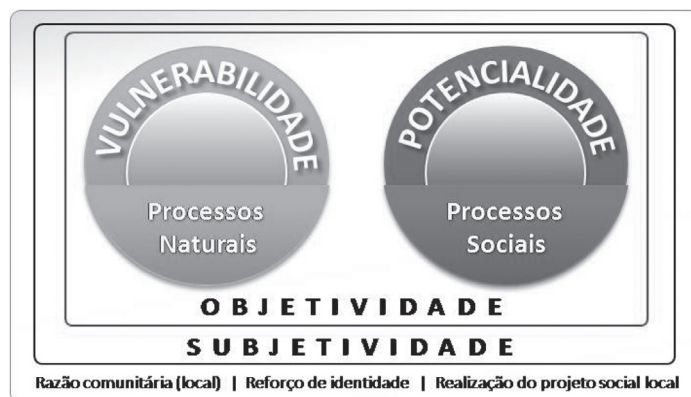 VULNERABILIDADE
Processos
Naturais
POTENCIALIDADE
Processos
Sociais
OBJETIVIDADE
SUBJETIVIDADE
Razão comunitária (local) | Reforço de identidade | Realização do projeto social local